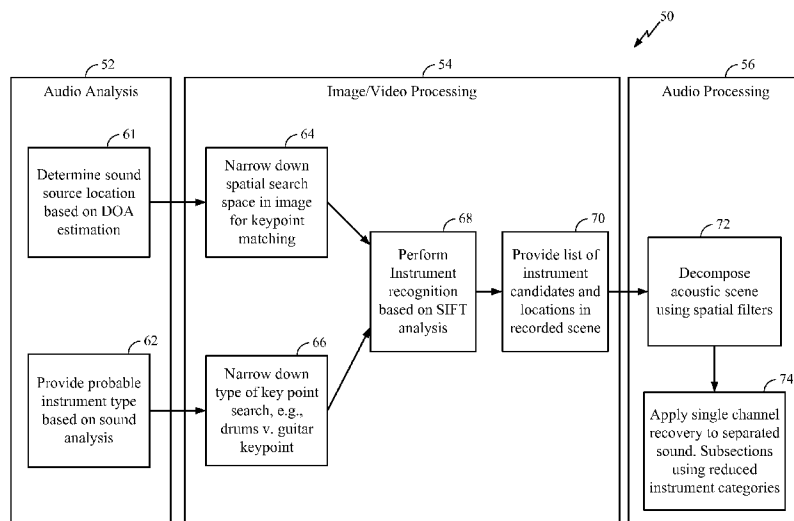 50
52
Audio Analysis
61
Determine sound
source location
based on DOA
estimation
62
Provide probable
instrument type
based on sound
analysis
54
Image/Video Processing
64
Narrow down
spatial search
space in image
for keypoint
matching
66
Narrow down
type of key point
search, e.g.,
drums v. guitar
keypoint
68
Perform
Instrument
recognition
based on SIFT
analysis
70
Provide list of
instrument
candidates and
locations in
recorded scene
56
Audio Processing
72
Decompose
acoustic scene
using spatial filters
74
Apply single channel
recovery to separated
sound. Subsections
using reduced
instrument categories